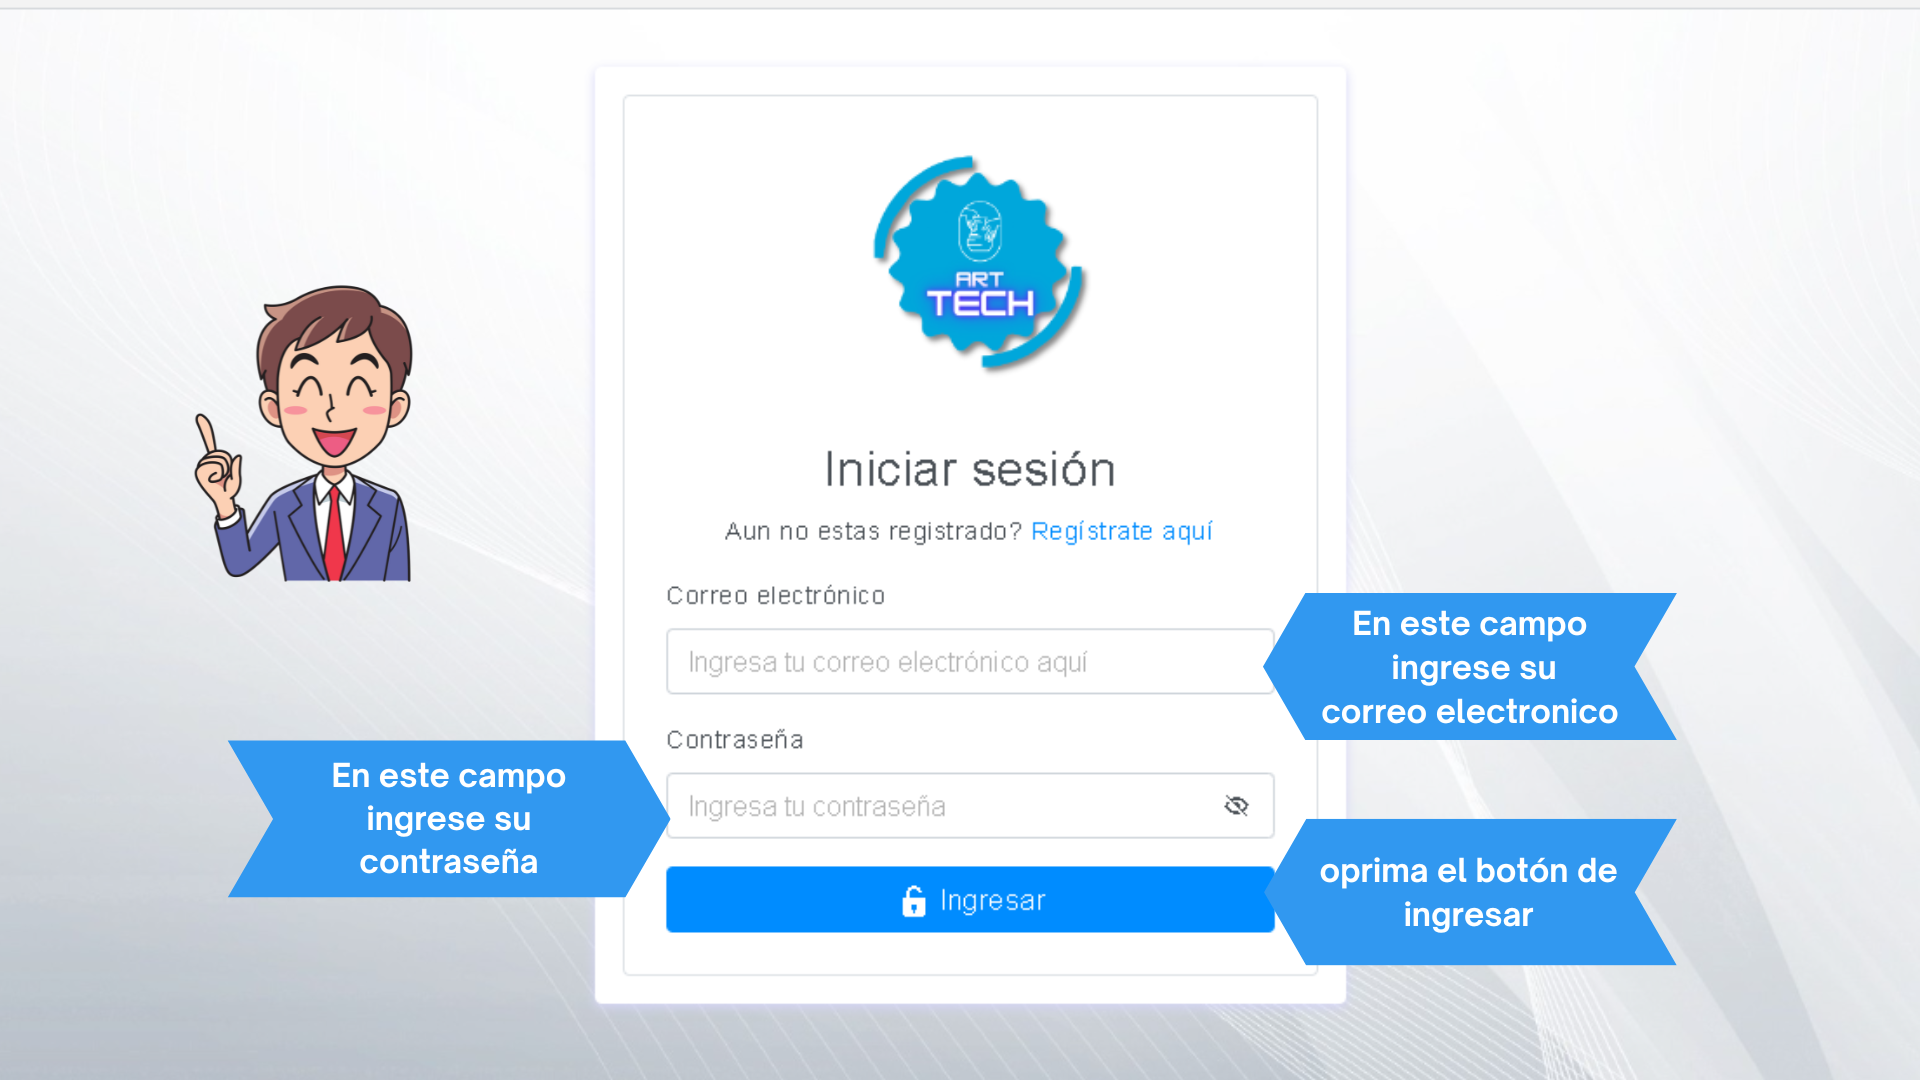 ART
TECH
Iniciar sesión
Aun no estas registrado? Regístrate aquí
Correo electrónico
Ingresa tu correo electrónico aquí
En este campo
ingrese su
correo electronico
Contraseña
Ingresa tu contraseña
En este campo
ingrese su
contraseña
Ingresar
oprima el botón de
ingresar